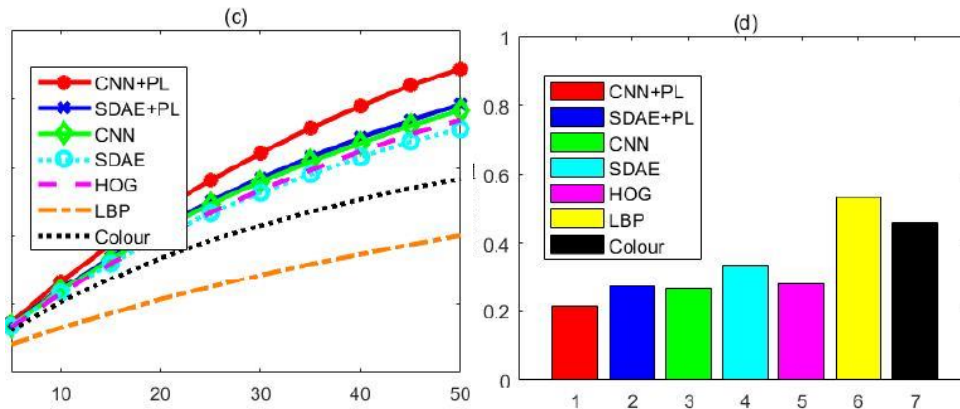 (c)
CNN+PL
SDAE+PL
CNN
SDAE
HOG
LBP
Colour
10 20 30 40 50
(d)
1
0.8
0.6
0.4
0.2
0
CNN+PL
SDAE+PL
CNN
SDAE
HOG
LBP
Colour
1 2 3 4 5 6 7